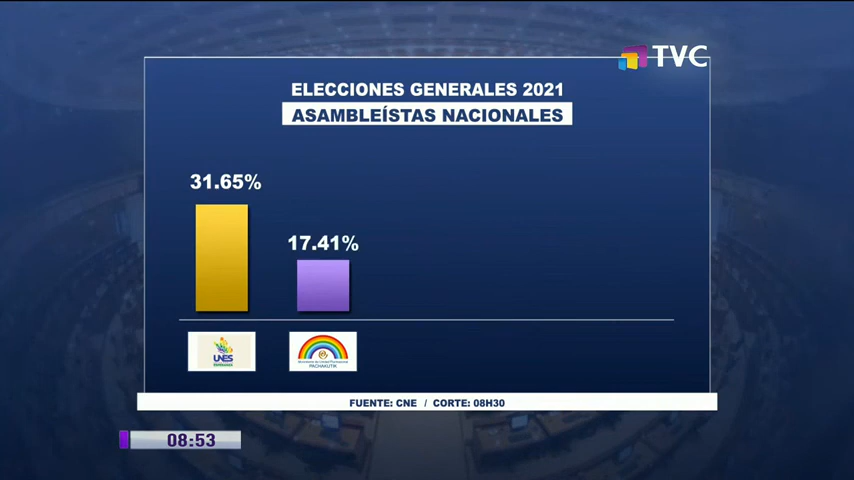 TVC
ELECCIONES GENERALES 2021
ASAMBLEÍSTAS NACIONALES
31.65%
17.41%
UNES
PACHAKUTIK
FUENTE: CNE / CORTE: 08H30
08:53